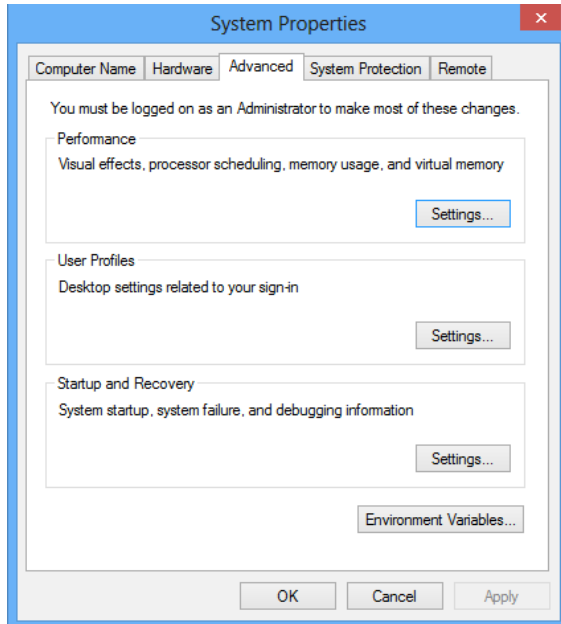 System Properties
Computer Name Hardware Advanced System Protection Remote
You must be logged on as an Administrator to make most of these changes.
Performance
Visual effects, processor scheduling, memory usage, and virtual memory
Settings...
User Profiles
Desktop settings related to your sign-in
Settings...
Startup and Recovery
System startup, system failure, and debugging information
Settings...
Environment Variables...
OK Cancel Apply